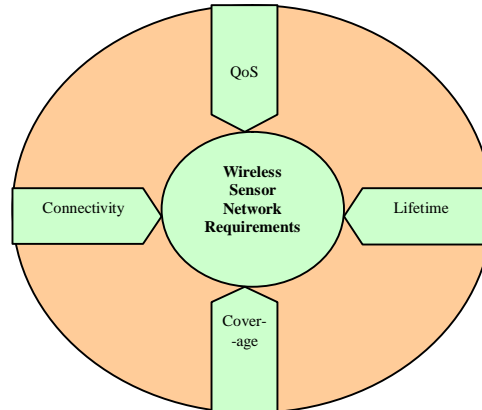 QoS
Wireless
Sensor
Network
Requirements
Connectivity
Lifetime
Cover-
-age